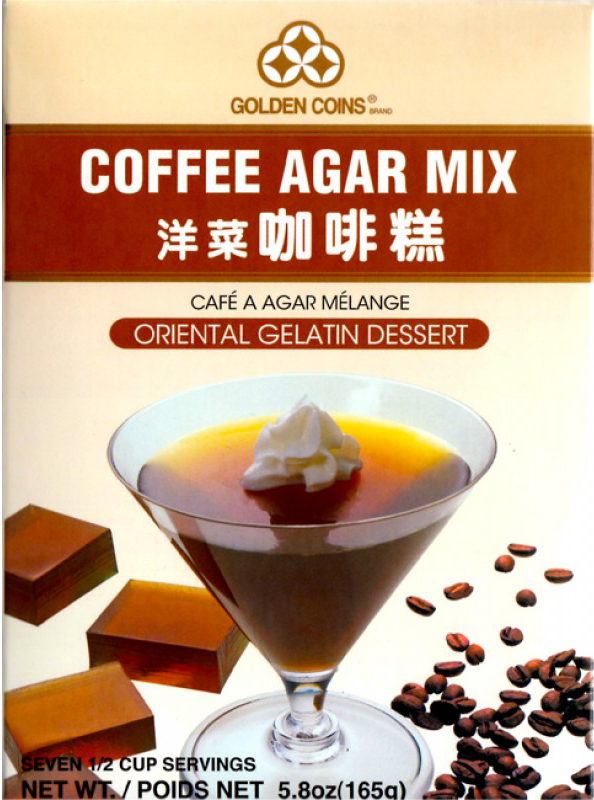 GOLDEN COINS® BRAND
COFFEE AGAR MIX
洋菜咖啡糕
CAFÉ A AGAR MÉLANGE
ORIENTAL GELATIN DESSERT
SEVEN 1/2 CUP SERVINGS
NET WT. / POIDS NET 5.8oz(165g)